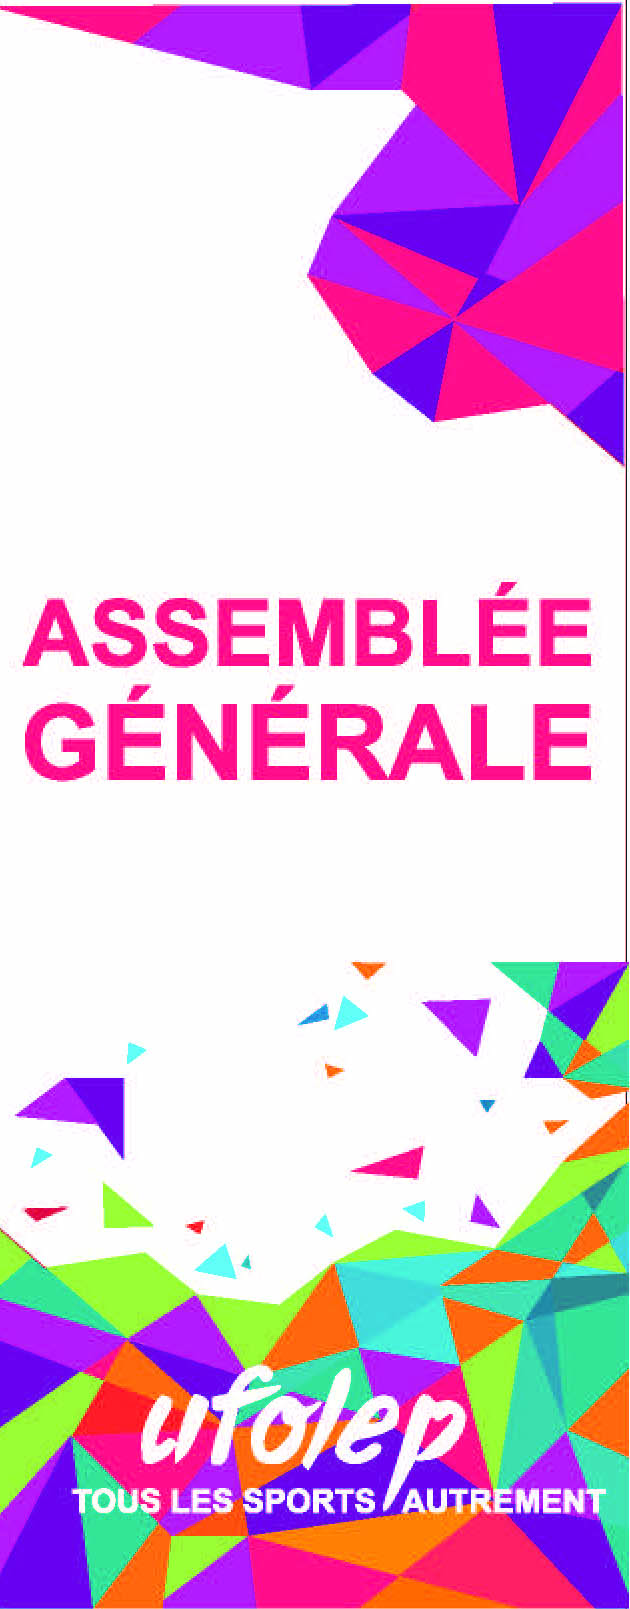 ASSEMBLÉE
GÉNÉRALE
ufolep
TOUS LES SPORTS AUTREMENT